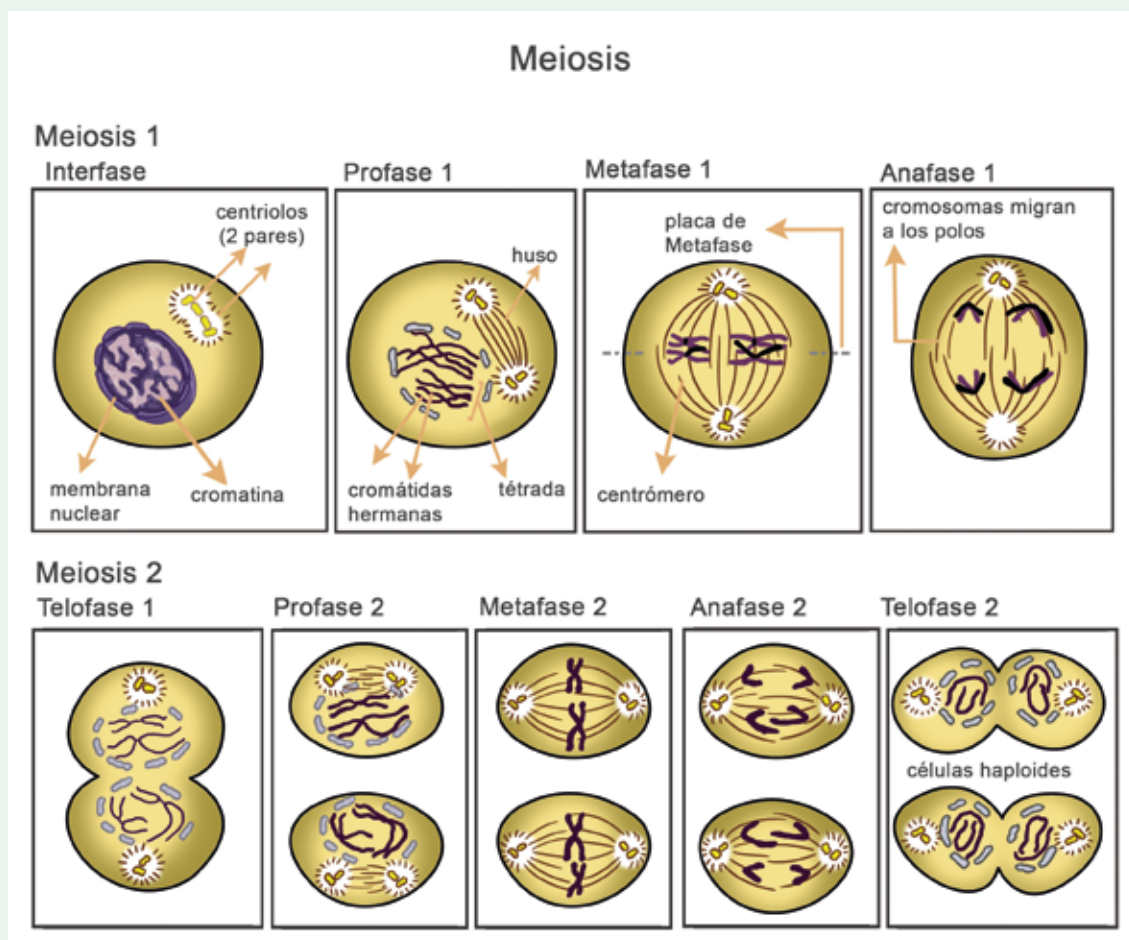 Meiosis
Meiosis 1
Interfase
centriolos
(2 pares)
membrana
nuclear
cromatina
Profase 1
huso
cromátidas
hermanas
tétrada
Metafase 1
placa de
Metafase
centrómero
Anafase 1
cromosomas migran
a los polos
Meiosis 2
Telofase 1
Profase 2
Metafase 2
Anafase 2
Telofase 2
células haploides